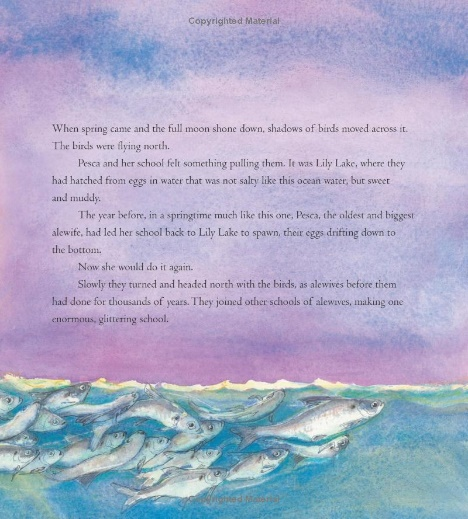 Copyrighted Material
When spring came and the full moon shone down, shadows of birds moved across it.
The birds were flying north.
Pesca and her school felt something pulling them. It was Lily Lake, where they
had hatched from eggs in water that was not salty like this ocean water, but sweet
and muddy.
The year before, in a springtime much like this one, Pesca, the oldest and biggest
alewife, had led her school back to Lily Lake to spawn, their eggs drifting down to
the bottom.
Now she would do it again.
Slowly they turned and headed north with the birds, as alewives before them
had done for thousands of years. They joined other schools of alewives, making one
enormous, glittering school.
Copyrighted Material